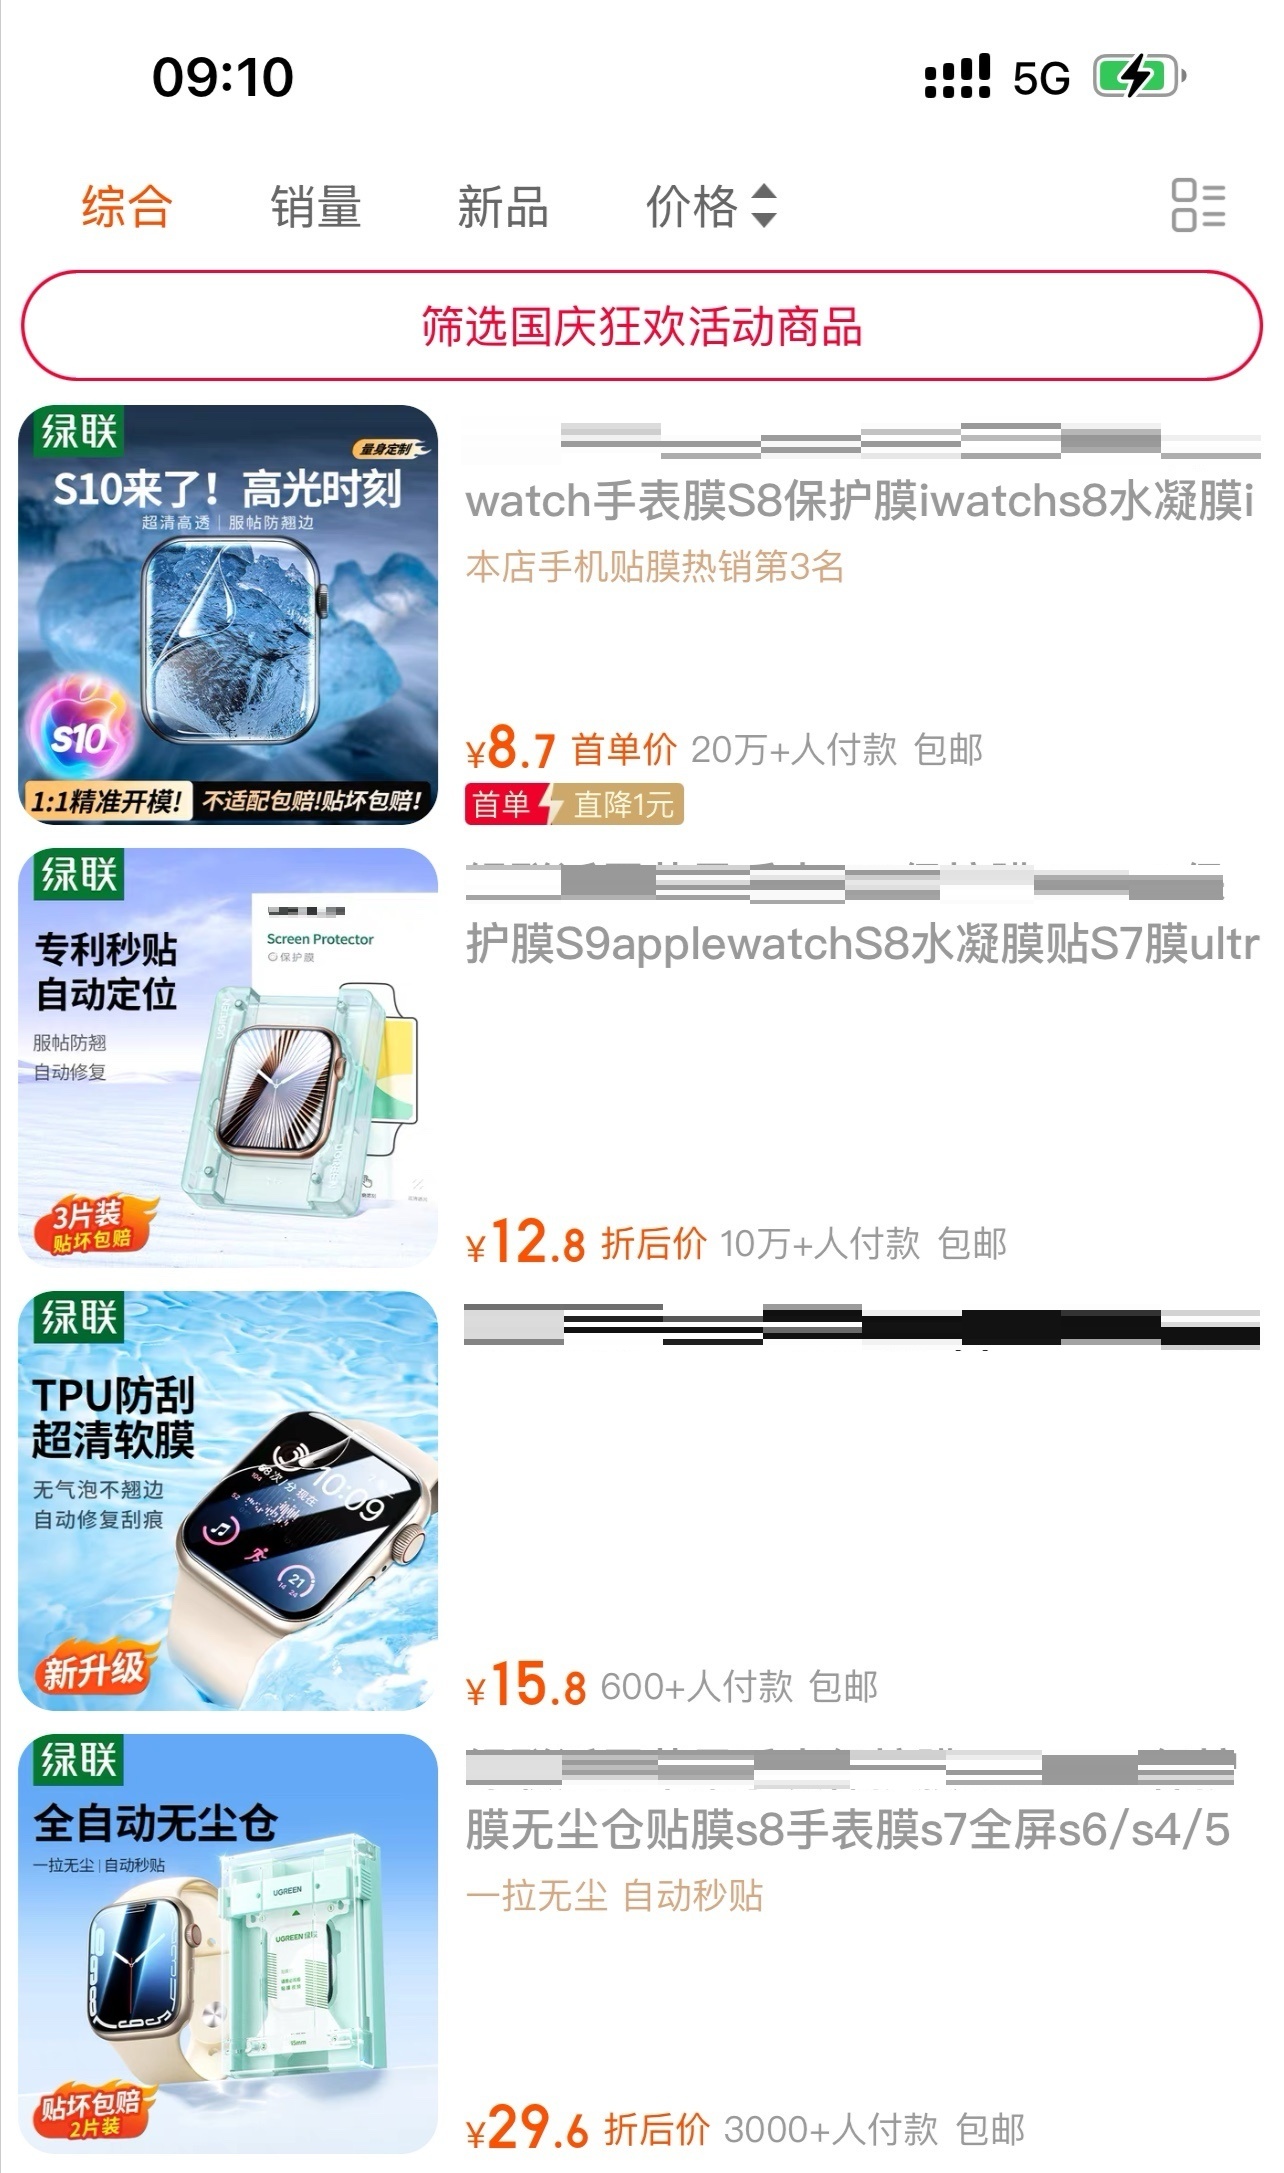 09:10
5G
综合 销量 新品 价格
筛选国庆狂欢活动商品
绿联
量身定制
S10来了！高光时刻
超清高透｜服帖防翘边
S10
1:1精准开模！ 不适配包赔!贴坏包赔！
watch手表膜S8保护膜iwatchs8水凝膜i
本店手机贴膜热销第3名
¥8.7 首单价 20万+人付款 包邮
首单 直降1元
绿联
专利秒贴
自动定位
服帖防翘
自动修复
Screen Protector
保护膜
3片装
贴坏包赔
护膜S9applewatchS8水凝膜贴S7膜ultr
¥12.8 折后价 10万+人付款 包邮
绿联
TPU防刮
超清软膜
无气泡不翘边
自动修复刮痕
10:09
21
新升级
¥15.8 600+人付款 包邮
绿联
全自动无尘仓
一拉无尘｜自动秒贴
UGREEN
UGREEN 绿联
贴坏包赔
2片装
膜无尘仓贴膜s8手表膜s7全屏s6/s4/5
一拉无尘 自动秒贴
¥29.6 折后价 3000+人付款 包邮